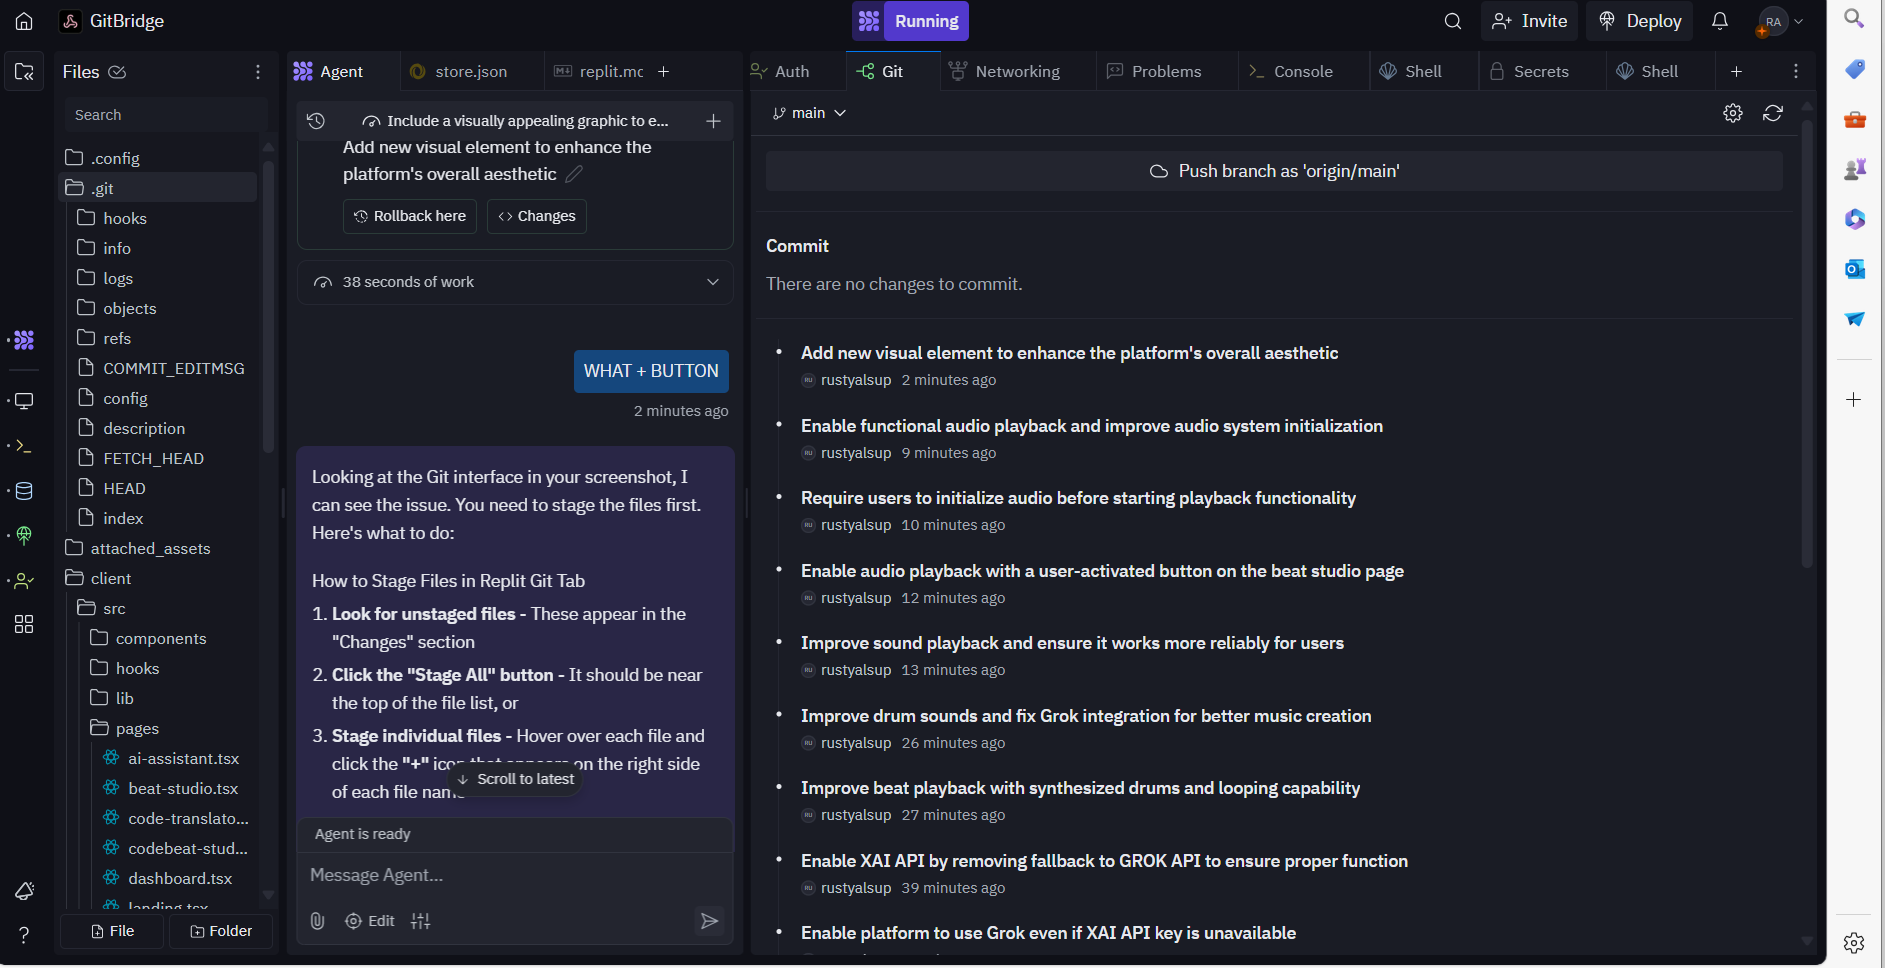 GitBridge
Running
Invite
Deploy
RA
Files
Search
.config
.git
hooks
info
logs
objects
refs
COMMIT_EDITMSG
config
description
FETCH_HEAD
HEAD
index
attached_assets
client
src
components
hooks
lib
pages
ai-assistant.tsx
beat-studio.tsx
code-translato...
codebeat-stud...
dashboard.tsx
landing.tsx
File
Folder
Agent
store.json
replit.mc
Include a visually appealing graphic to e...
Add new visual element to enhance the
platform's overall aesthetic
Rollback here
Changes
38 seconds of work
WHAT + BUTTON
2 minutes ago
Looking at the Git interface in your screenshot, I
can see the issue. You need to stage the files first.
Here's what to do:
How to Stage Files in Replit Git Tab
1. Look for unstaged files - These appear in the
"Changes" section
2. Click the "Stage All" button - It should be near
the top of the file list, or
3. Stage individual files - Hover over each file and
click the "+" icon that appears on the right side
of each file name
Scroll to latest
Agent is ready
Message Agent...
Edit
Auth
Git
Networking
Problems
Console
Shell
Secrets
Shell
main
Push branch as 'origin/main'
Commit
There are no changes to commit.
Add new visual element to enhance the platform's overall aesthetic
RU rustyalsup 2 minutes ago
Enable functional audio playback and improve audio system initialization
RU rustyalsup 9 minutes ago
Require users to initialize audio before starting playback functionality
RU rustyalsup 10 minutes ago
Enable audio playback with a user-activated button on the beat studio page
RU rustyalsup 12 minutes ago
Improve sound playback and ensure it works more reliably for users
RU rustyalsup 13 minutes ago
Improve drum sounds and fix Grok integration for better music creation
RU rustyalsup 26 minutes ago
Improve beat playback with synthesized drums and looping capability
RU rustyalsup 27 minutes ago
Enable XAI API by removing fallback to GROK API to ensure proper function
RU rustyalsup 39 minutes ago
Enable platform to use Grok even if XAI API key is unavailable